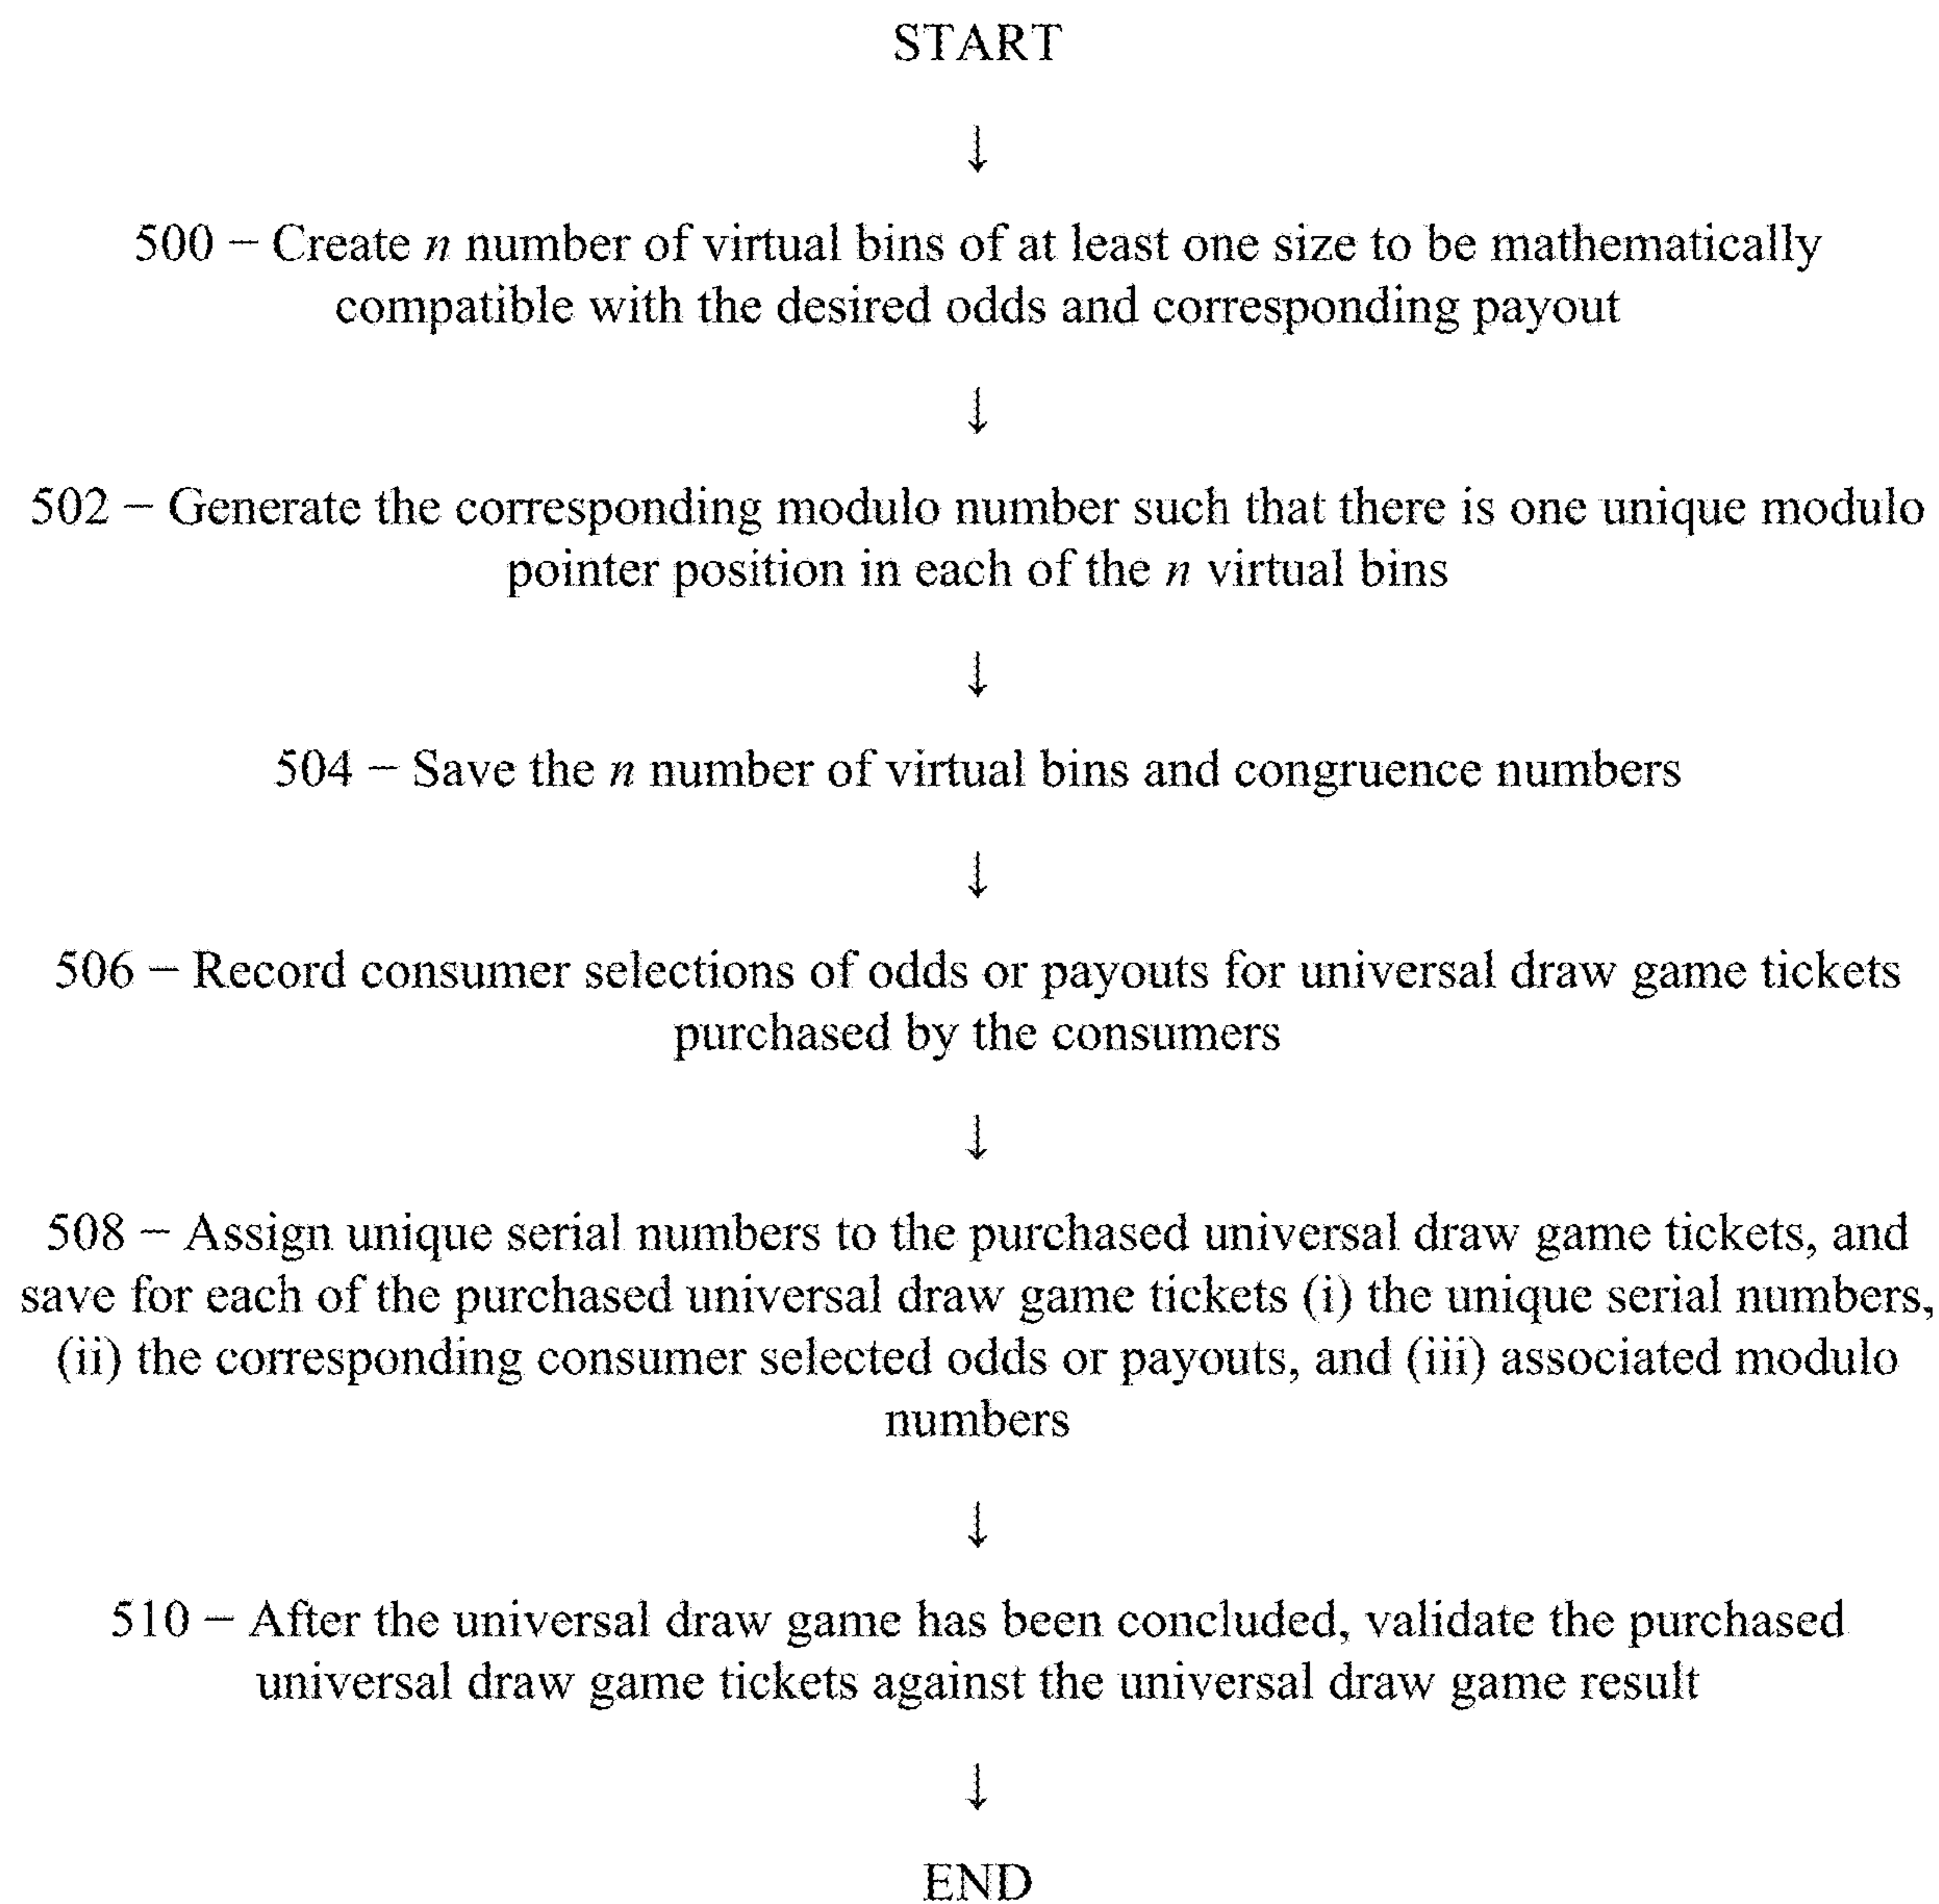 START
↓
500 – Create n number of virtual bins of at least one size to be mathematically
compatible with the desired odds and corresponding payout
↓
502 – Generate the corresponding modulo number such that there is one unique modulo
pointer position in each of the n virtual bins
↓
504 – Save the n number of virtual bins and congruence numbers
↓
506 – Record consumer selections of odds or payouts for universal draw game tickets
purchased by the consumers
↓
508 – Assign unique serial numbers to the purchased universal draw game tickets, and
save for each of the purchased universal draw game tickets (i) the unique serial numbers,
(ii) the corresponding consumer selected odds or payouts, and (iii) associated modulo
numbers
↓
510 – After the universal draw game has been concluded, validate the purchased
universal draw game tickets against the universal draw game result
↓
END